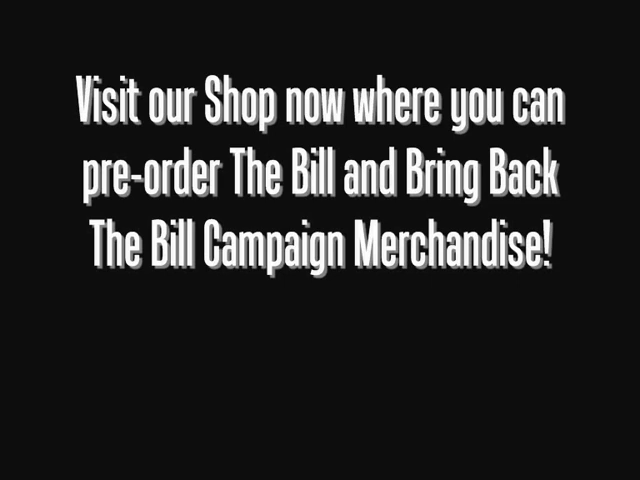 Visit our Shop now where you can
pre-order The Bill and Bring Back
The Bill Campaign Merchandise!